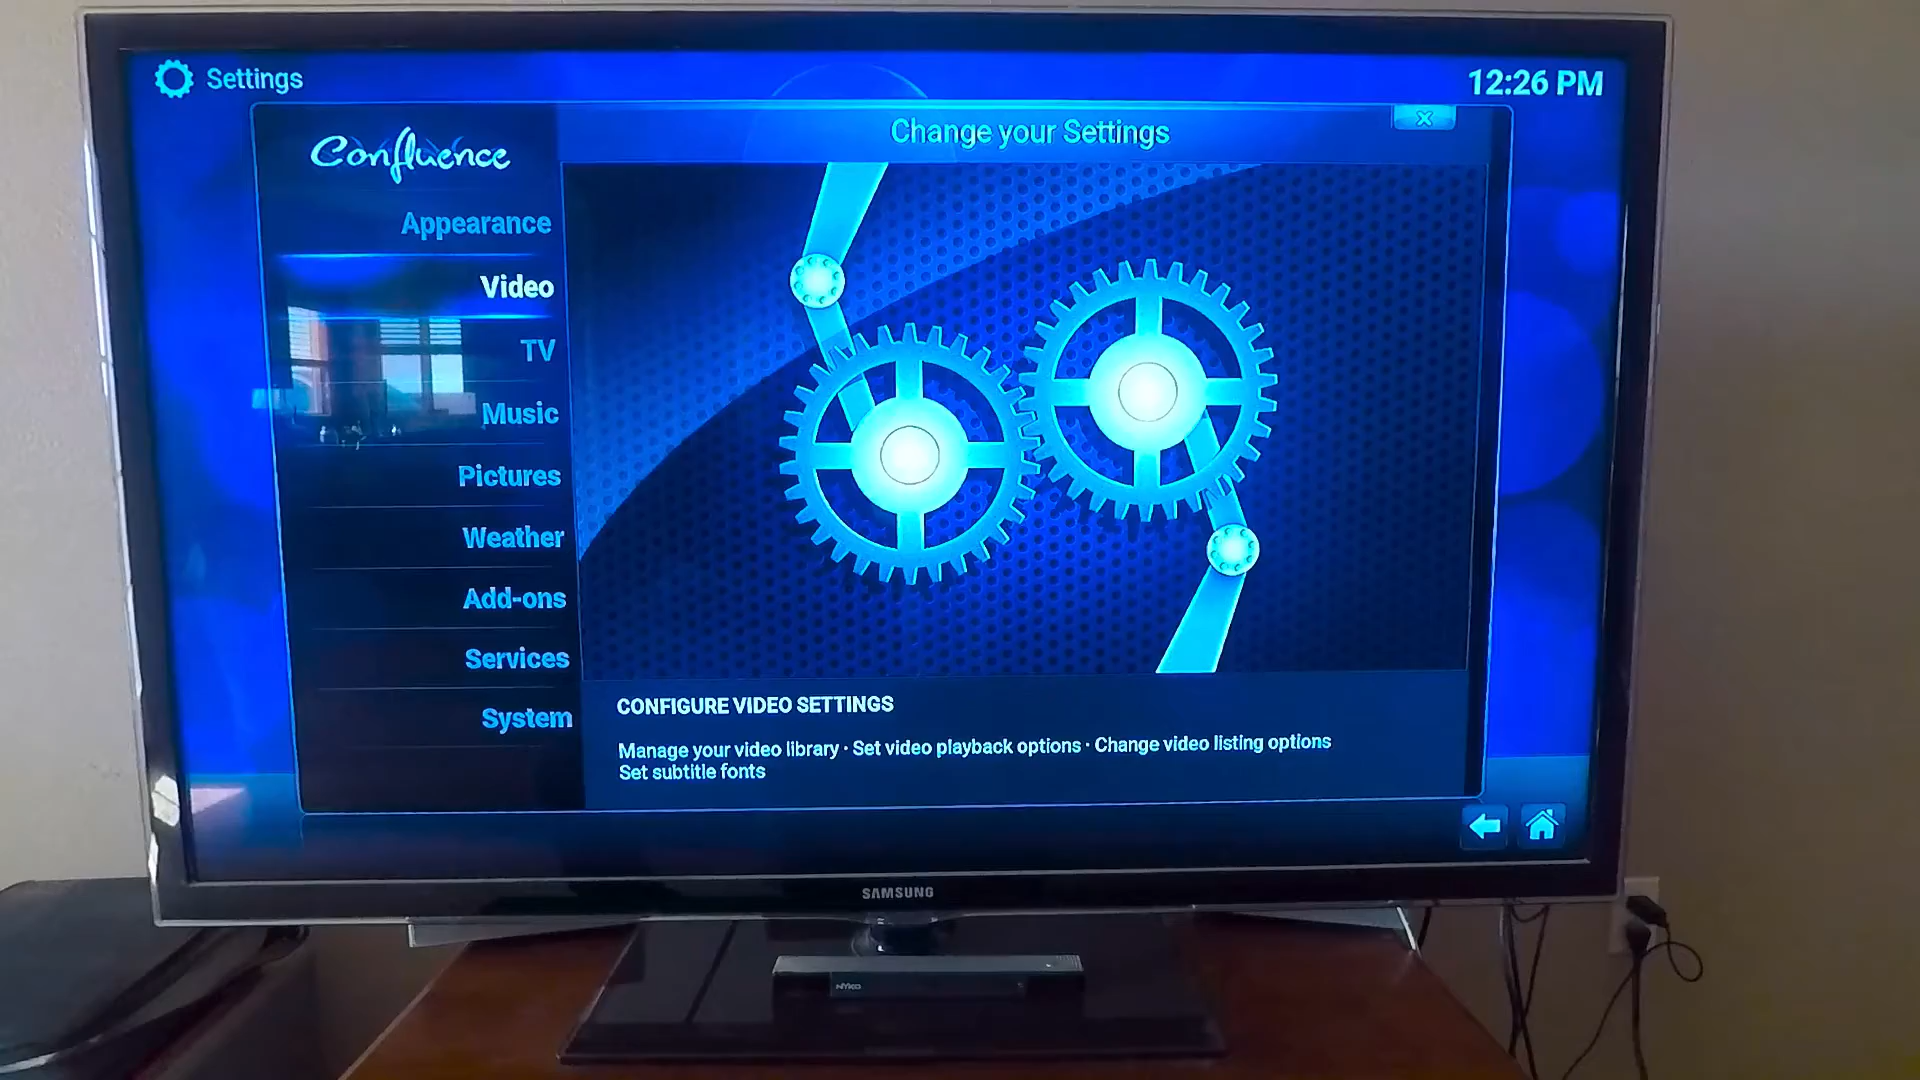 Settings
12:26 PM
Confluence
Change your Settings
X
Appearance
Video
TV
Music
Pictures
Weather
Add-ons
Services
System
CONFIGURE VIDEO SETTINGS
Manage your video library · Set video playback options · Change video listing options
Set subtitle fonts
SAMSUNG
NYKO